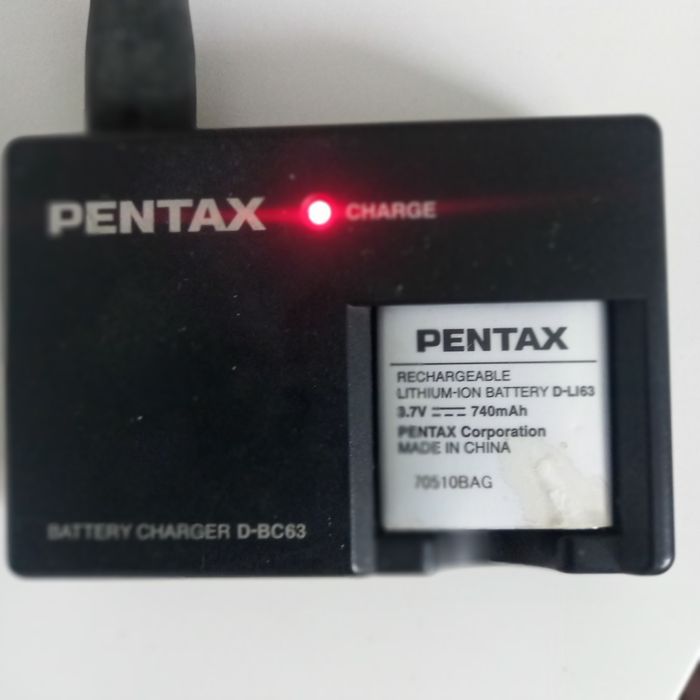 PENTAX CHARGE
PENTAX
RECHARGEABLE
LITHIUM-ION BATTERY D-LI63
3.7V ⎓ 740mAh
PENTAX Corporation
MADE IN CHINA
70510BAG
BATTERY CHARGER D-BC63